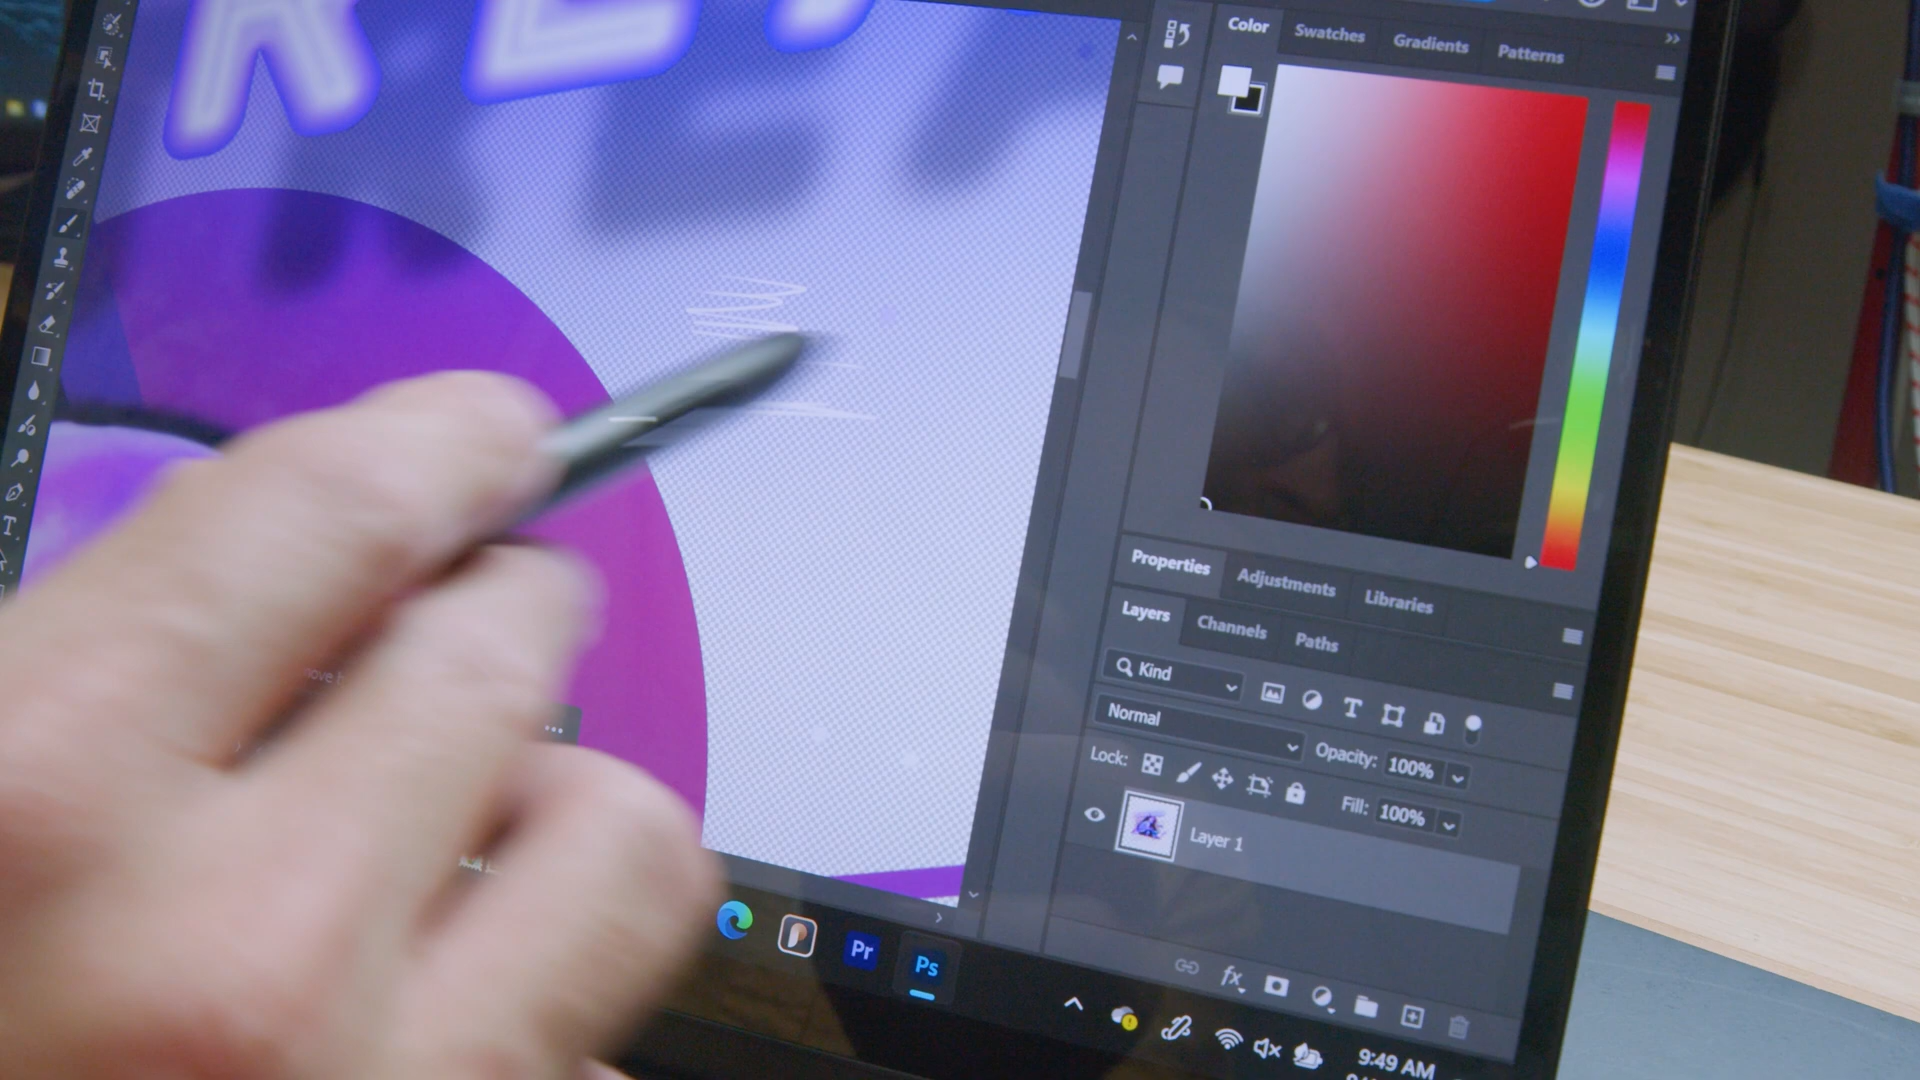 Color Swatches Gradients Patterns
Properties Adjustments Libraries
Layers Channels Paths
Kind
Normal
Opacity: 100%
Lock:
Fill: 100%
Layer 1
fx
T
Pr
Ps
9:49 AM